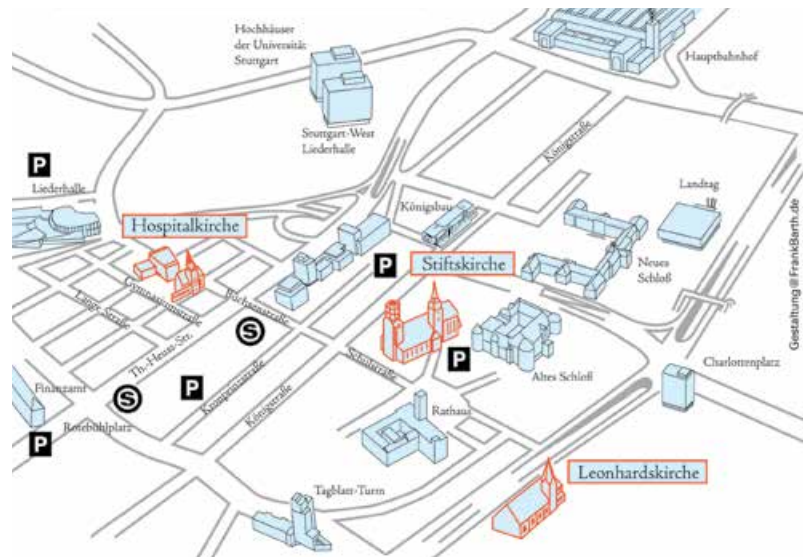 Hochhäuser
der Universität
Stuttgart
Hauptbahnhof
Stuttgart-West
Liederhalle
Königstraße
P
Liederhalle
Landtag
Königsbau
Hospitalkirche
Stiftskirche
P
Neues
Schloß
Gymnasiumstraße
Lange Straße
Büchsenstraße
Th.-Heuss-Str.
S
Schulstraße
P
Altes Schloß
Charlottenplatz
Finanzamt
S
P
Kronprinzstraße
Königstraße
Rathaus
Rotebühlplatz
P
Leonhardskirche
Tagblatt-Turm
Gestaltung@FrankBarth.de